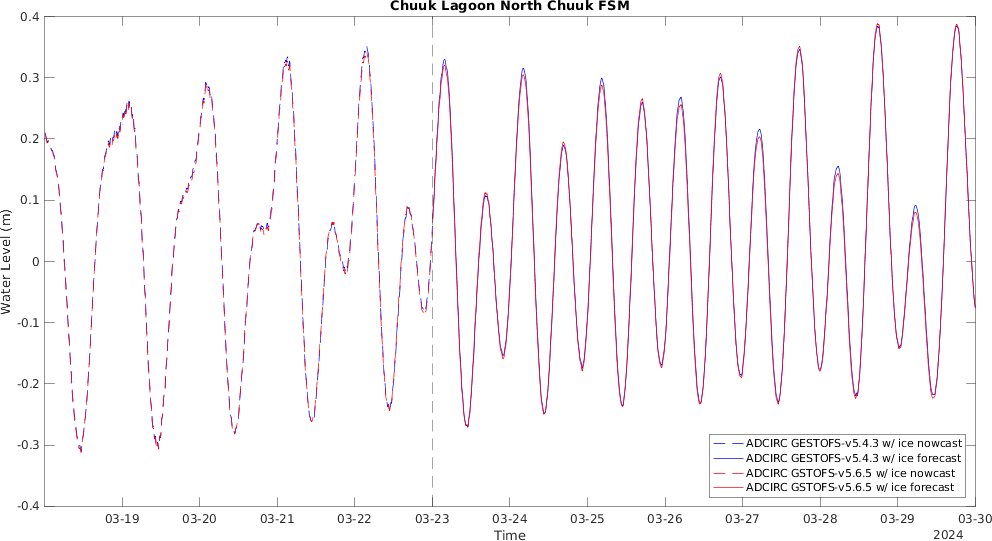 Chuuk Lagoon North Chuuk FSM
0.4
0.3
0.2
0.1
0
-0.1
-0.2
-0.3
-0.4
Water Level (m)
03-19 03-20 03-21 03-22 03-23 03-24 03-25 03-26 03-27 03-28 03-29 03-30
Time
2024
ADCIRC GESTOFS-v5.4.3 w/ ice nowcast
ADCIRC GESTOFS-v5.4.3 w/ ice forecast
ADCIRC GSTOFS-v5.6.5 w/ ice nowcast
ADCIRC GSTOFS-v5.6.5 w/ ice forecast